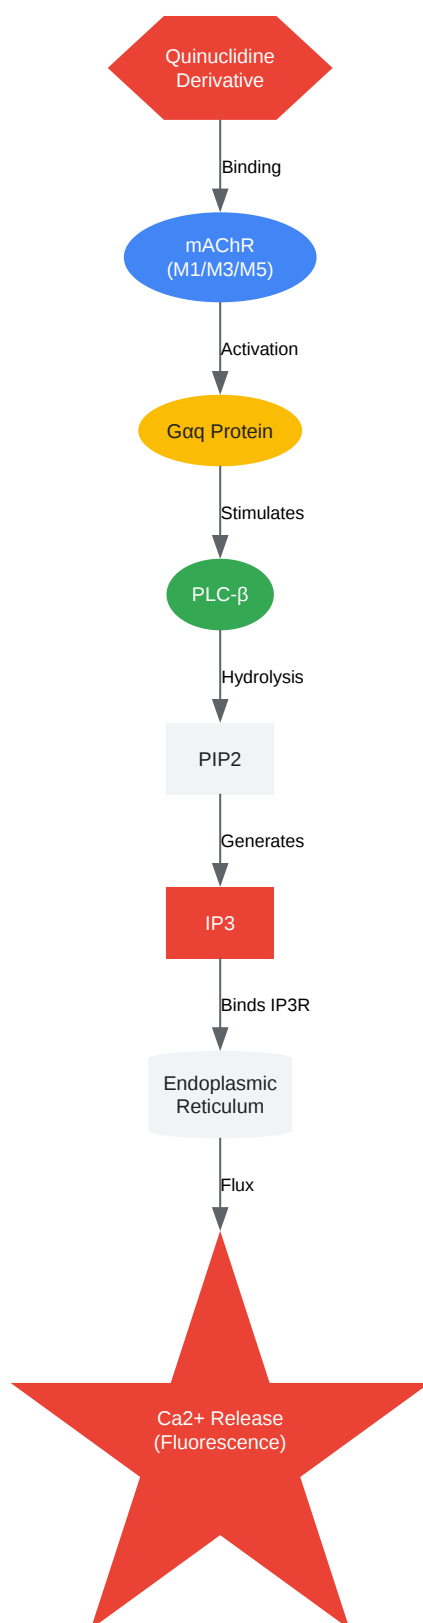 Quinuclidine
Derivative
Binding
mAChR
(M1/M3/M5)
Activation
Gαq Protein
Stimulates
PLC-β
Hydrolysis
PIP2
Generates
IP3
Binds IP3R
Endoplasmic
Reticulum
Flux
Ca2+ Release
(Fluorescence)